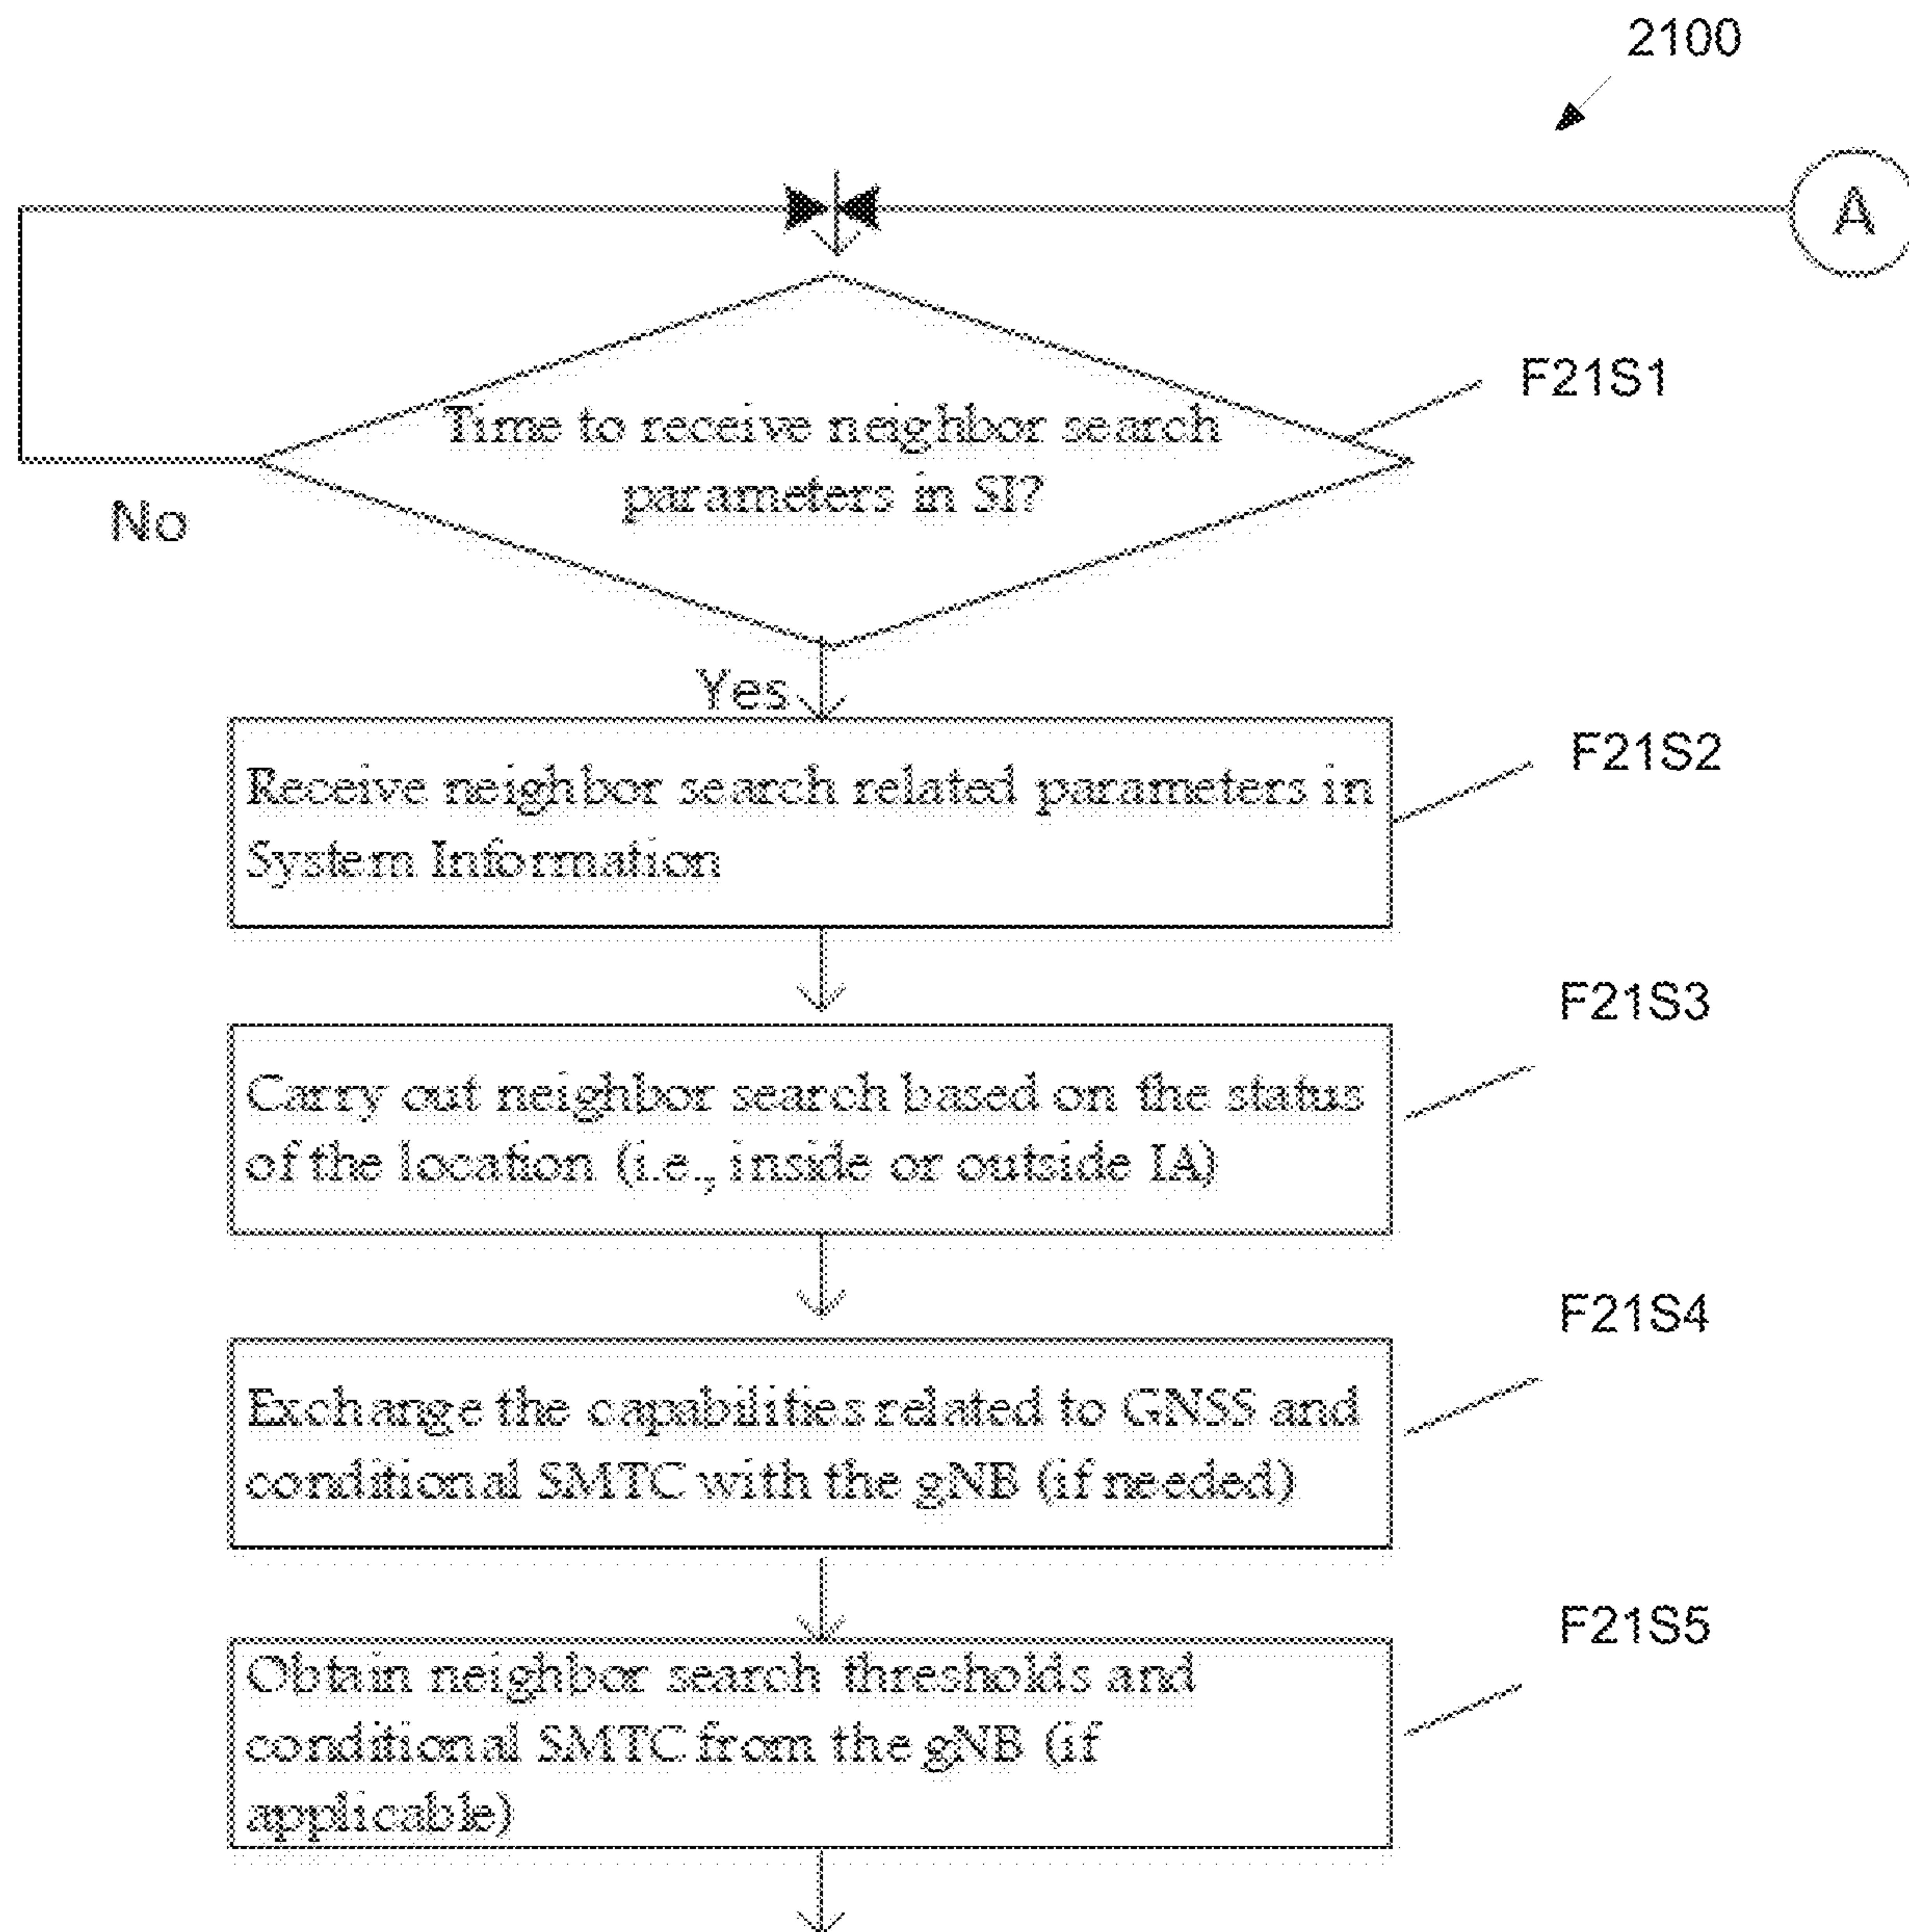 2100
A
F21S1
Time to receive neighbor search
parameters in SI?
No
Yes
F21S2
Receive neighbor search related parameters in
System Information
F21S3
Carry out neighbor search based on the status
of the location (i.e., inside or outside IA)
F21S4
Exchange the capabilities related to GNSS and
conditional SMTC with the gNB (if needed)
F21S5
Obtain neighbor search thresholds and
conditional SMTC from the gNB (if
applicable)